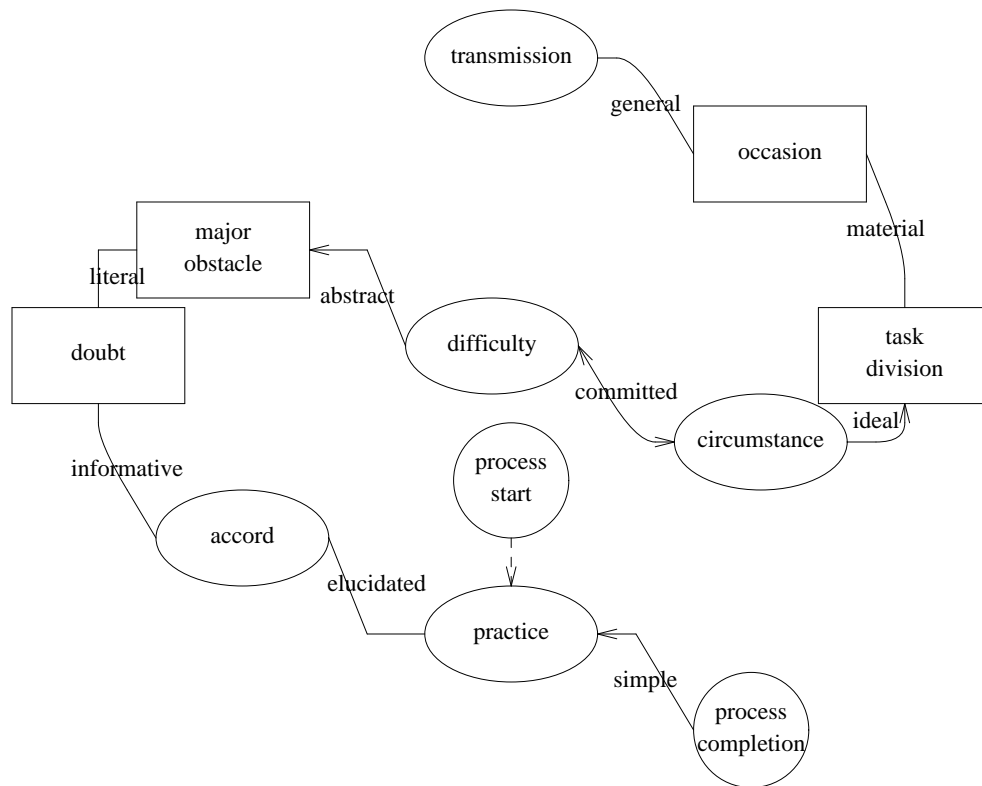 transmission
general
occasion
material
major
obstacle
literal
abstract
doubt
difficulty
task
division
committed
circumstance
ideal
informative
process
start
accord
elucidated
practice
simple
process
completion